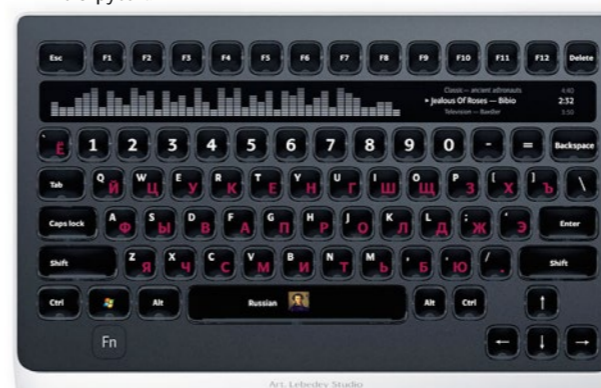 Esc F1 F2 F3 F4 F5 F6 F7 F8 F9 F10 F11 F12 Delete
Classic — ancient astronauts 4:40
▸ Jealous Of Roses — Bibio 2:32
Television — Baxter 3:50
` Ё 1 2 3 4 5 6 7 8 9 0 - = Backspace
Tab Q Й W Ц E У R К T Е Y Н U Г I Ш O Щ P З [ Х ] Ъ \
Caps lock A Ф S Ы D В F А G П H Р J О K Л L Д ; Ж ' Э Enter
Shift Z Я X Ч C С V М B И N Т M Ь , Б . Ю / . Shift
Ctrl Alt Russian Alt Ctrl ↑
Fn ← ↓ →
Art. Lebedev Studio